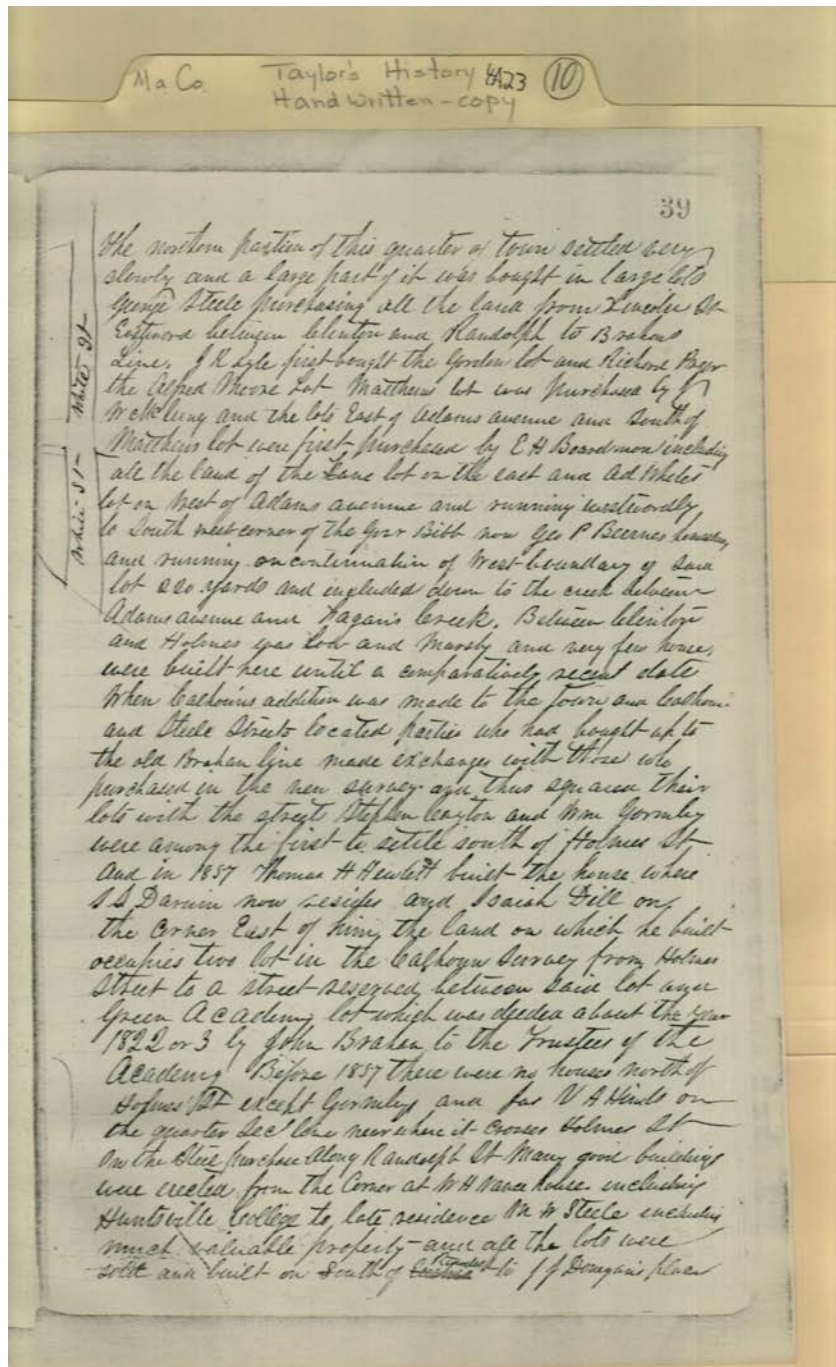 Ma Co Taylor's History 4A23 10
Handwritten-copy
39
White St
White St
The northern portion of this quarter of town settled very
slowly and a large part of it was bought in large lots
George Steele purchasing all the land from Lincoln St
Eastward between Clinton and Randolph to Brahans
Line. J K Lyle first bought the Gordon lot and Richard
the Alfred Moore Lot Matthews lot was purchased by J
McClung and the lots East of Adams avenue and South of
Matthews lot were first purchased by E H Boardman including
all the land of the Lane lot on the east and Ad Whites
lot on West of Adams avenue and running westwardly
to South west corner of the Gov Bibb now Geo P Beirnes
and running on continuation of West boundary of said
lot 220 yards and included down to the creek between
Adams avenue and Fagan's Creek. Between Clinton
and Holmes was low and Marshy and very few house,
were built here until a comparatively recent date
When Calhouns addition was made to the Town and Calhoun
and Steele Streets located parties who had bought up to
the old Brahan line made exchanges with those who
purchased in the new survey and thus squared their
lots with the street Stephen and Wm Gormley
were among the first to settle south of Holmes St
and in 1837 Thomas H Hewlett built the house where
S S Darwin now resides and Isaiah Dill on
the Corner East of him, the land on which he built
occupies two lot in the Calhoun Survey from Holmes
Street to a street reserved between said lot and
Green Academy lot which was deeded about the year
1822 or 3 by John Brahan to the Trustees of the
Academy Before 1837 there were no houses north of
Holmes St except Gormleys and Jas V A Hinds on
the quarter Sec line near where it crosses Holmes St
On the Steele purchase along Randolph St Many good buildings
were erected from the Corner at W H Vance house including
Huntsville College to late residence M W Steele including
much valuable property and all the lots were
sold and built on South of Randolph to J J Donegan's place